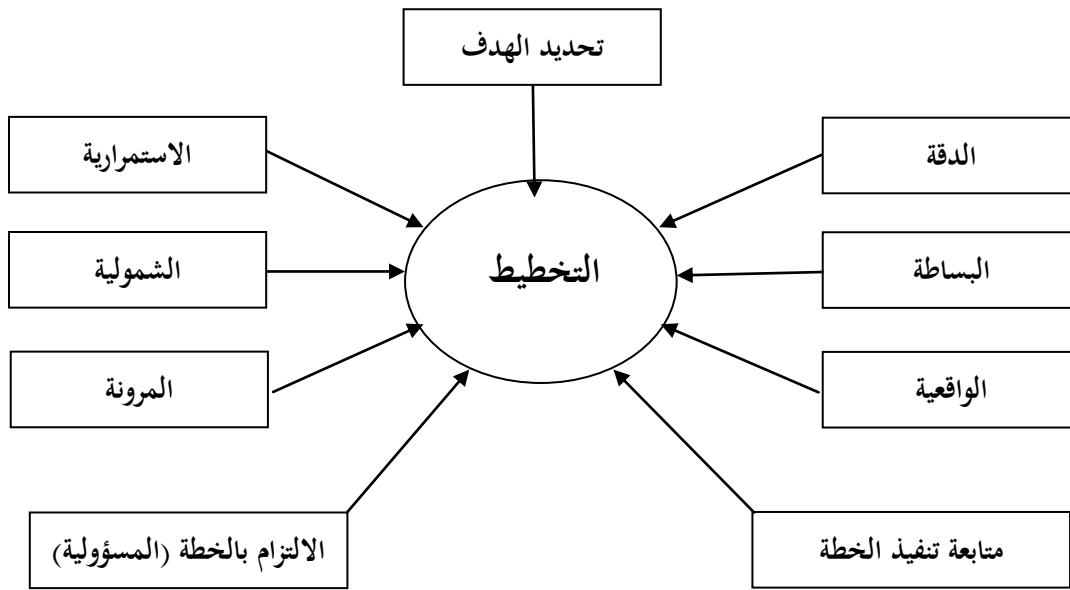 تحديد الهدف
الدقة
الاستمرارية
البساطة
التخطيط
الشمولية
الواقعية
المرونة
متابعة تنفيذ الخطة
الالتزام بالخطة (المسؤولية)